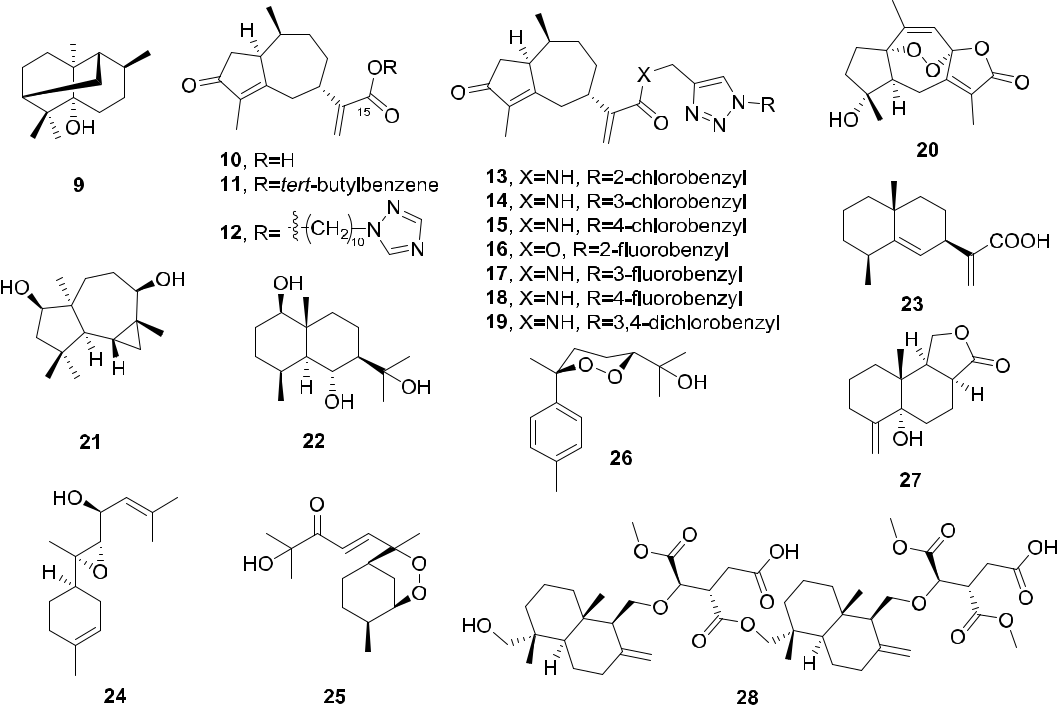 OH
9
H
O
OR
O
15
10, R=H
11, R=tert-butylbenzene
12, R= (CH2)10 N N N
H
O
X
O
N=N
N
R
13, X=NH, R=2-chlorobenzyl
14, X=NH, R=3-chlorobenzyl
15, X=NH, R=4-chlorobenzyl
16, X=O, R=2-fluorobenzyl
17, X=NH, R=3-fluorobenzyl
18, X=NH, R=4-fluorobenzyl
19, X=NH, R=3,4-dichlorobenzyl
O
O
O
O
HO
H
20
HO
OH
H
H
21
OH
H
OH
OH
22
COOH
23
O
O
OH
26
H
O
O
H
OH
27
HO
H
O
24
O
HO
O
O
25
O
O
OH
O
O
O
O
HO
H
O
O
OH
O
O
O
O
O
H
28